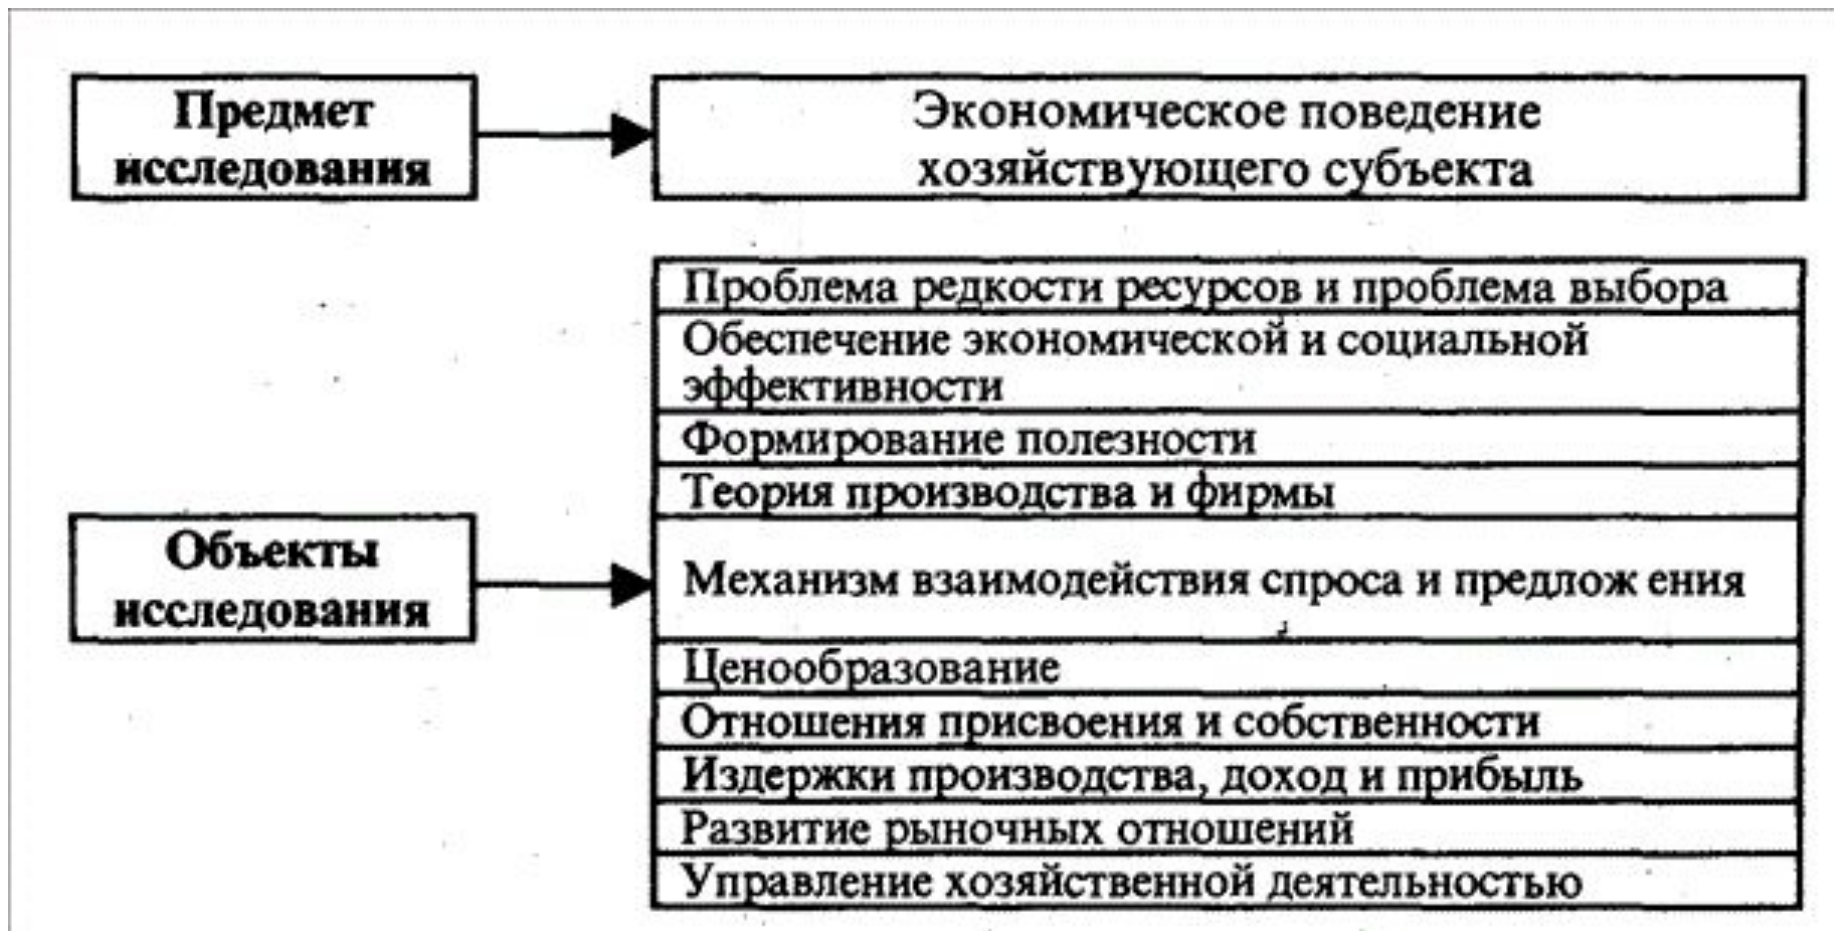 Предмет
исследования
Экономическое поведение
хозяйствующего субъекта
Проблема редкости ресурсов и проблема выбора
Обеспечение экономической и социальной
эффективности
Формирование полезности
Теория производства и фирмы
Объекты
исследования
Механизм взаимодействия спроса и предлож ения
Ценообразование
Отношения присвоения и собственности
Издержки производства, доход и прибыль
Развитие рыночных отношений
Управление хозяйственной деятельностью